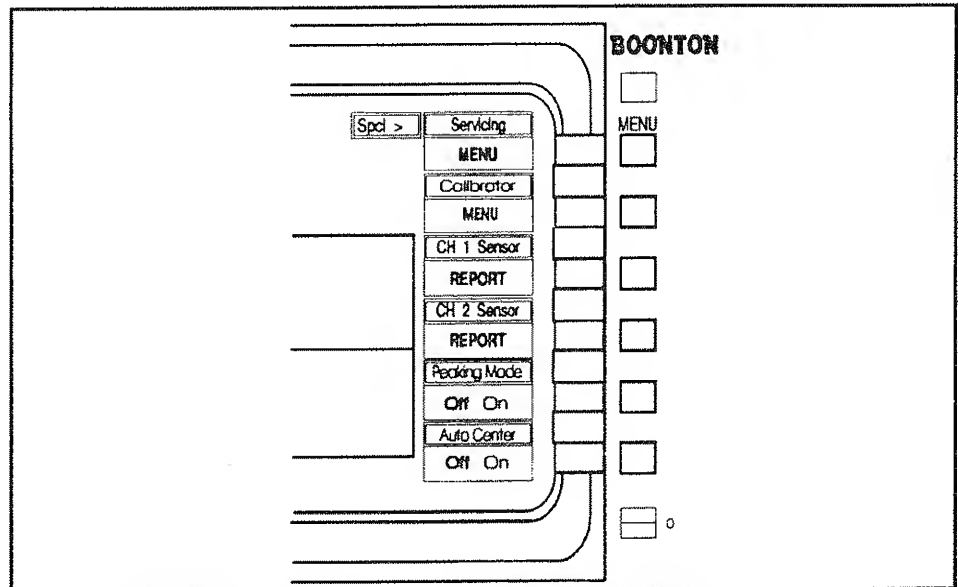 BOONTON
MENU
Spcl > Servicing
MENU
Calibrator
MENU
CH 1 Sensor
REPORT
CH 2 Sensor
REPORT
Peaking Mode
Off On
Auto Center
Off On
0